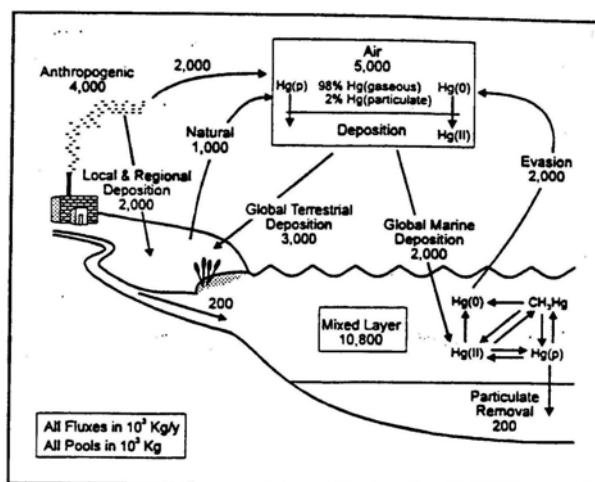 Air
5,000
Anthropogenic
4,000
2,000
Hg(p)
98% Hg(gaseous)
2% Hg(particulate)
Hg(0)
Deposition
Hg(II)
Natural
1,000
Evasion
2,000
Local & Regional
Deposition
2,000
Global Terrestrial
Deposition
3,000
Global Marine
Deposition
2,000
200
Mixed Layer
10,800
Hg(0)
CH₃Hg
Hg(II)
Hg(p)
Particulate
Removal
200
All Fluxes in 10³ Kg/y
All Pools in 10³ Kg